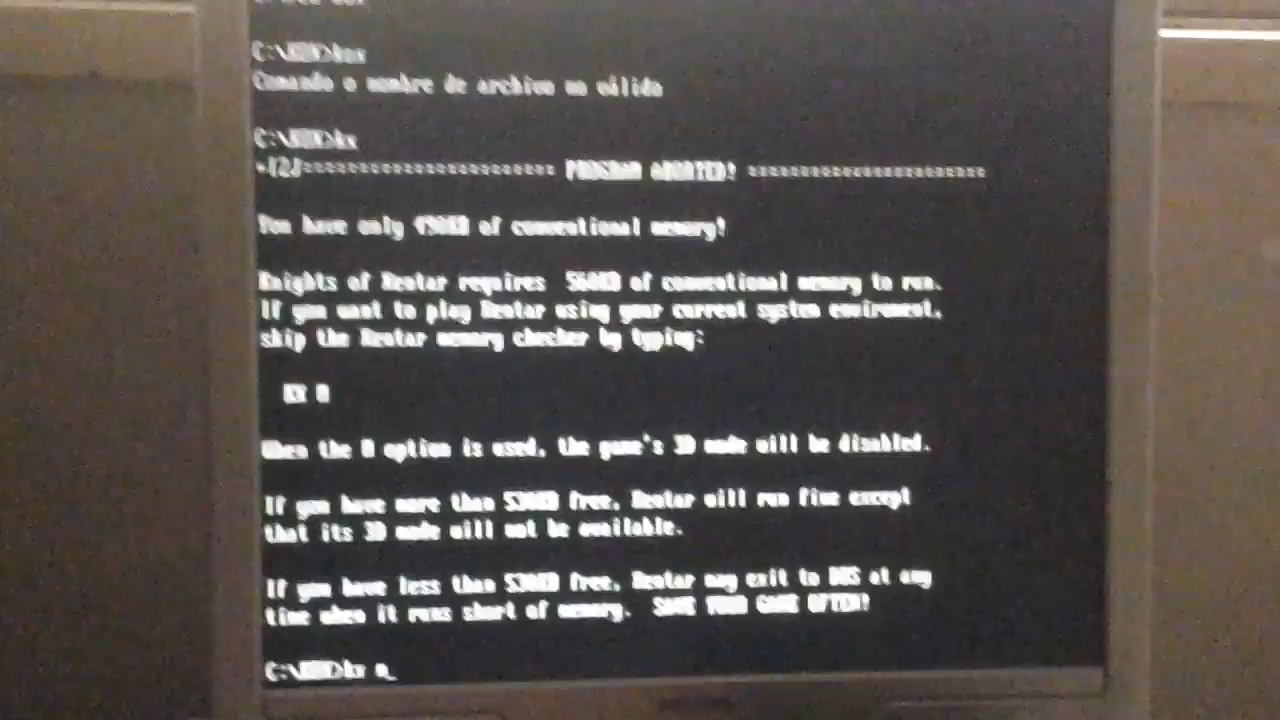 Comando o nombre de archivo no válido
PROGRAM ABORTED!
You have only of conventional memory!
Knights of Xentar requires 560KB of conventional memory to run.
If you want to play Xentar using your current system enviroment,
skip the Xentar memory checker by typing:
When the option is used, the game's 3D mode will be disabled.
If you have more than 530KB free, Xentar will run fine except
that its 3D mode will not be available.
If you have less than 530KB free, Xentar may exit to DOS at any
time when it runs short of memory. SAVE YOUR GAME OFTEN!